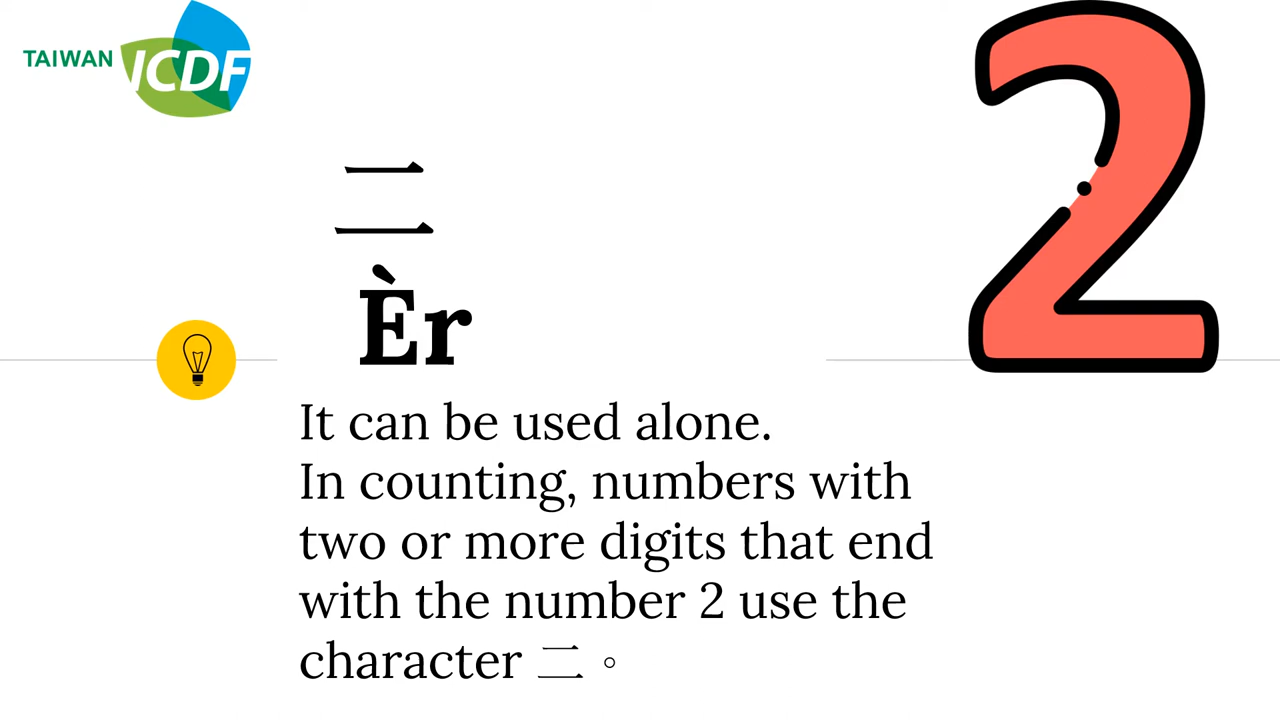 TAIWAN ICDF
2
二
Èr
It can be used alone.
In counting, numbers with
two or more digits that end
with the number 2 use the
character 二。